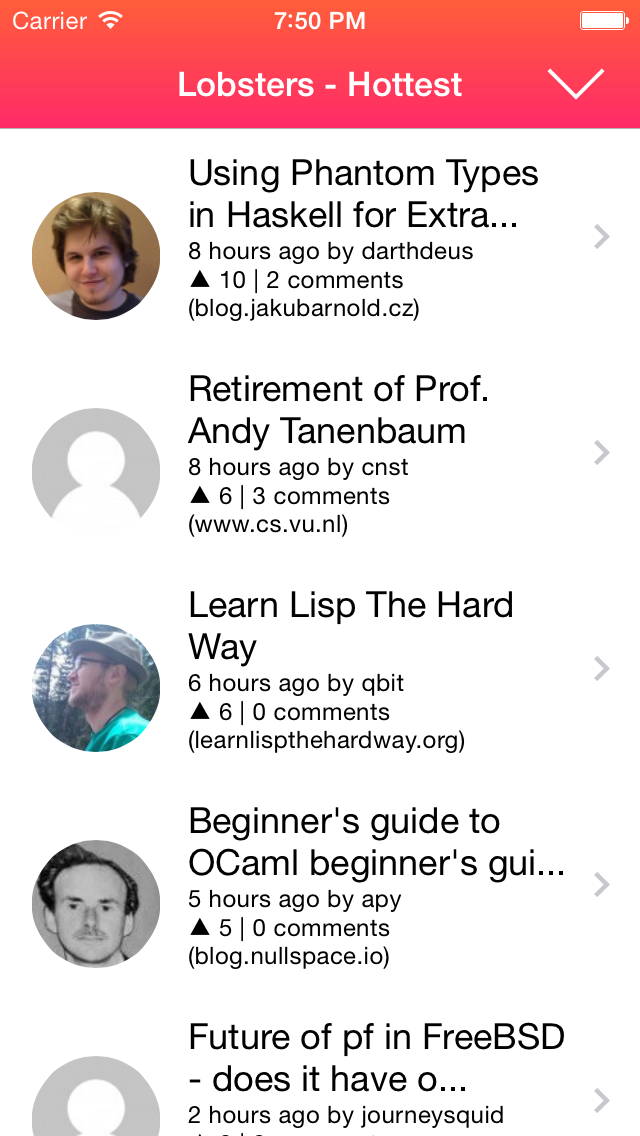 Carrier 7:50 PM
Lobsters - Hottest
Using Phantom Types
in Haskell for Extra...
8 hours ago by darthdeus
▲ 10 | 2 comments
(blog.jakubarnold.cz)
Retirement of Prof.
Andy Tanenbaum
8 hours ago by cnst
▲ 6 | 3 comments
(www.cs.vu.nl)
Learn Lisp The Hard
Way
6 hours ago by qbit
▲ 6 | 0 comments
(learnlispthehardway.org)
Beginner's guide to
OCaml beginner's gui...
5 hours ago by apy
▲ 5 | 0 comments
(blog.nullspace.io)
Future of pf in FreeBSD
- does it have o...
2 hours ago by journeysquid